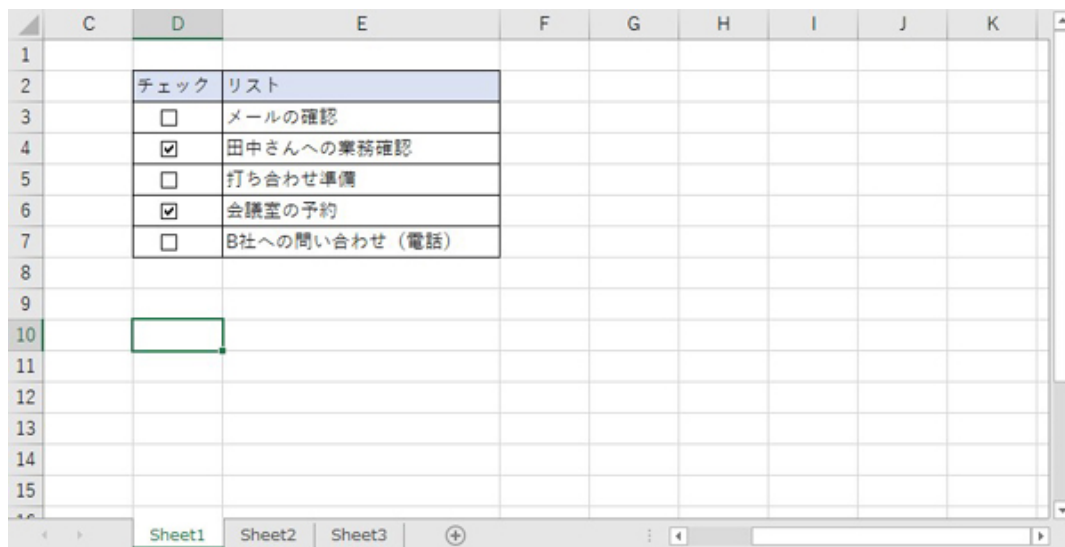 C D E F G H I J K
1
2 チェック リスト
3 メールの確認
4 田中さんへの業務確認
5 打ち合わせ準備
6 会議室の予約
7 B社への問い合わせ（電話）
8
9
10
11
12
13
14
15
Sheet1 Sheet2 Sheet3